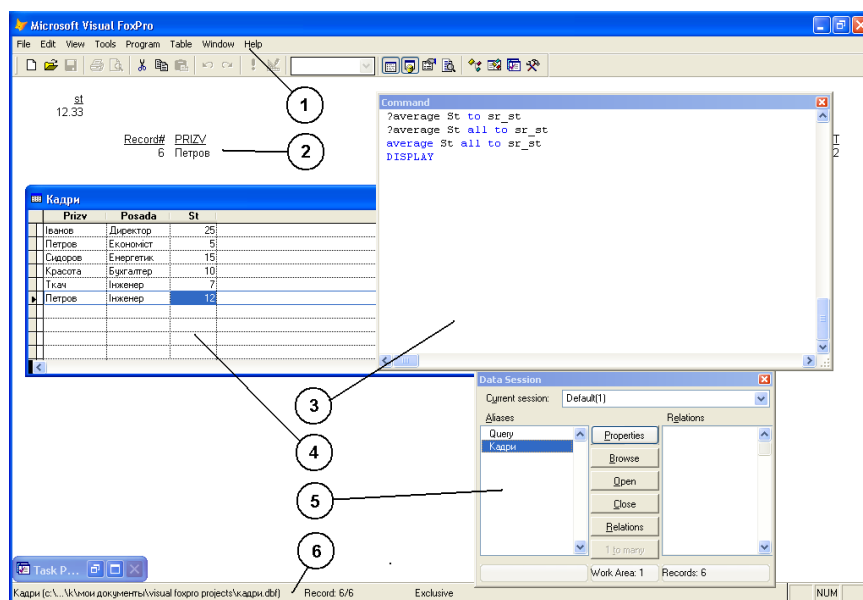 Microsoft Visual FoxPro
File Edit View Tools Program Table Window Help
1
st
12.33
Record# PRIZV
6 Петров
2
T
2
Command
?average St to sr_st
?average St all to sr_st
average St all to sr_st
DISPLAY
Кадри
Prizv Posada St
Іванов Директор 25
Петров Економіст 5
Сидоров Енергетик 15
Красота Бухгалтер 10
Ткач Інженер 7
Петров Інженер 12
3
4
5
6
Data Session
Current session: Default(1)
Aliases Relations
Query
Кадри
Properties
Browse
Open
Close
Relations
1 to many
Work Area: 1 Records: 6
Task P...
Кадри (c:\...\k\мои документы\visual foxpro projects\кадри.dbf) Record: 6/6 Exclusive NUM